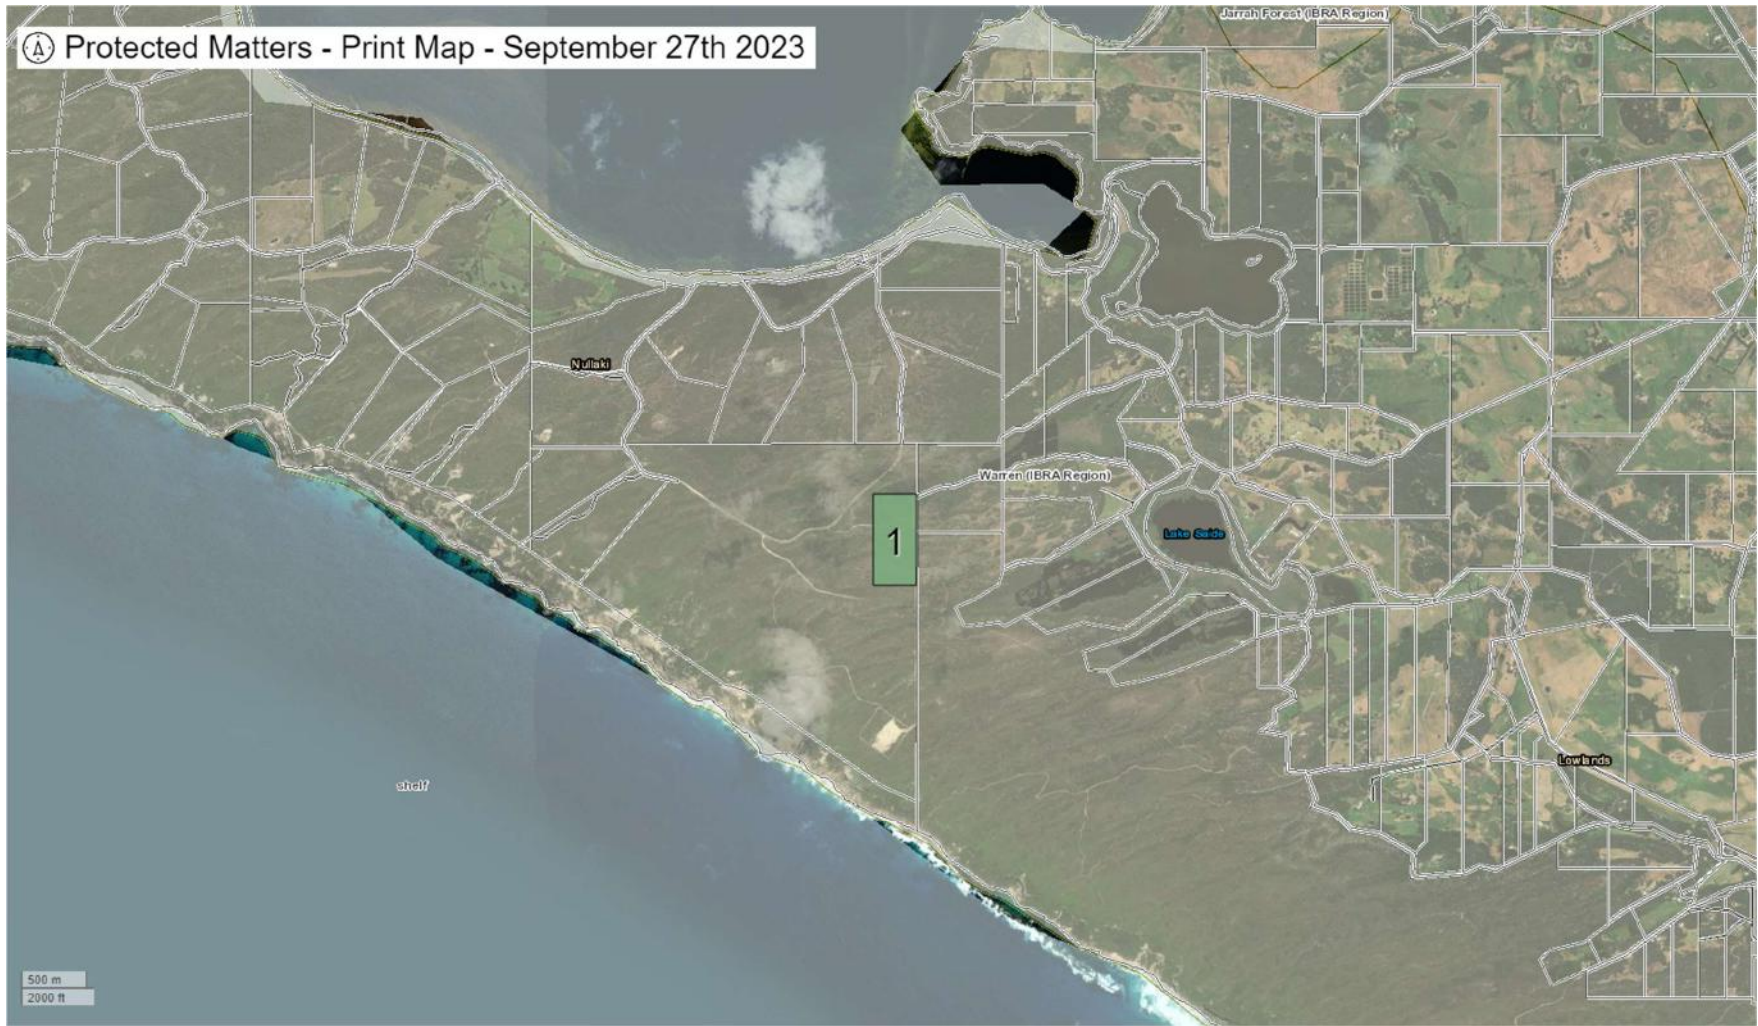 Jarrah Forest (IBRA Region)
Protected Matters - Print Map - September 27th 2023
Nullaki
Warren (IBRA Region)
1
Lake Saide
Lowlands
shelf
500 m
2000 ft